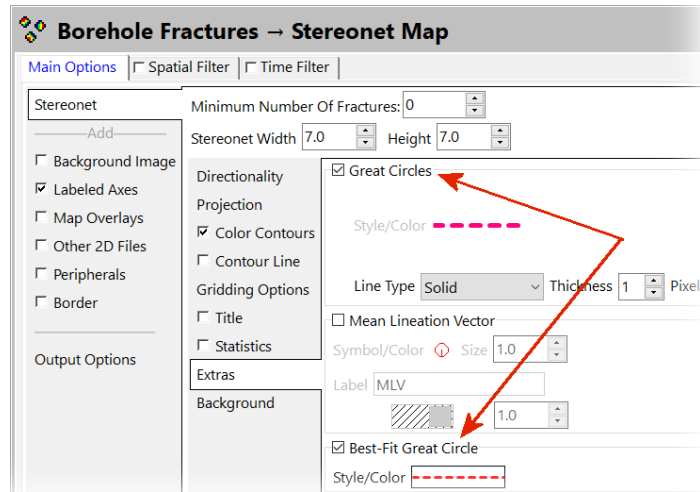 Borehole Fractures → Stereonet Map
Main Options
Spatial Filter
Time Filter
Stereonet
Add
Background Image
Labeled Axes
Map Overlays
Other 2D Files
Peripherals
Border
Output Options
Minimum Number Of Fractures: 0
Stereonet Width 7.0 Height 7.0
Directionality
Projection
Color Contours
Contour Line
Gridding Options
Title
Statistics
Extras
Background
Great Circles
Style/Color
Line Type Solid Thickness 1 Pixel
Mean Lineation Vector
Symbol/Color Size 1.0
Label MLV
1.0
Best-Fit Great Circle
Style/Color